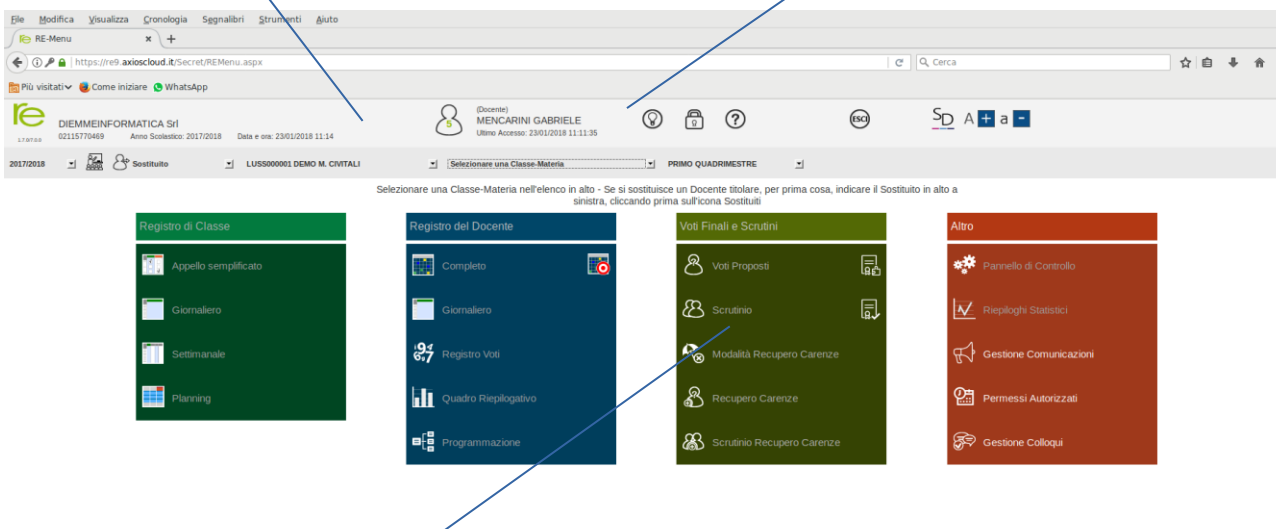 File Modifica Visualizza Cronologia Segnalibri Strumenti Aiuto
RE-Menu × +
https://re9.axioscloud.it/Secret/REMenu.aspx Cerca
Più visitati Come iniziare WhatsApp
re
1.7.0/7.0.0
DIEMMEINFORMATICA Srl
02115770469 Anno Scolastico: 2017/2018 Data e ora: 23/01/2018 11:14
5
(Docente)
MENCARINI GABRIELE
Ultimo Accesso: 23/01/2018 11:11:35
? ESCI SD A + a -
2017/2018 Sostituito LUSS000001 DEMO M. CIVITALI Selezionare una Classe-Materia PRIMO QUADRIMESTRE
Selezionare una Classe-Materia nell'elenco in alto - Se si sostituisce un Docente titolare, per prima cosa, indicare il Sostituito in alto a
sinistra, cliccando prima sull'icona Sostituiti
Registro di Classe
Appello semplificato
Giornaliero
Settimanale
Planning
Registro del Docente
Completo
Giornaliero
Registro Voti
Quadro Riepilogativo
Programmazione
Voti Finali e Scrutini
Voti Proposti
Scrutinio
Modalità Recupero Carenze
Recupero Carenze
Scrutinio Recupero Carenze
Altro
Pannello di Controllo
Riepiloghi Statistici
Gestione Comunicazioni
Permessi Autorizzati
Gestione Colloqui